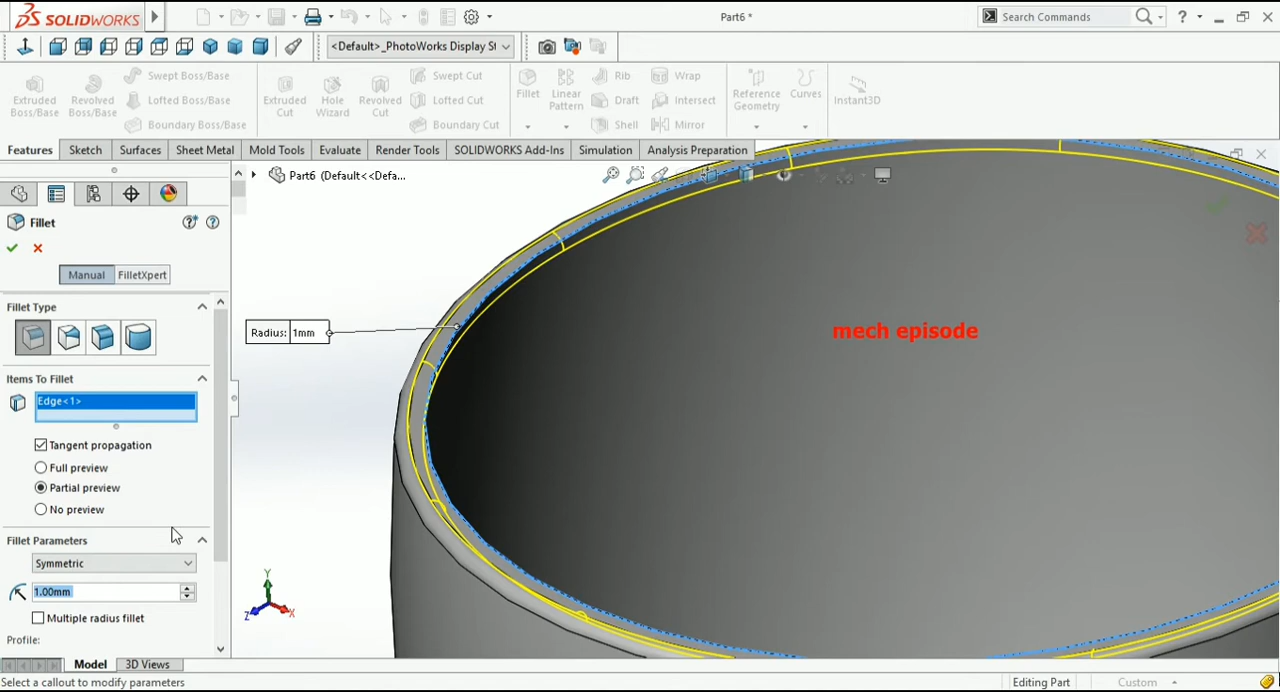 SOLIDWORKS
Part6 *
Search Commands
<Default>_PhotoWorks Display St
Extruded Boss/Base
Revolved Boss/Base
Swept Boss/Base
Lofted Boss/Base
Boundary Boss/Base
Extruded Cut
Hole Wizard
Revolved Cut
Swept Cut
Lofted Cut
Boundary Cut
Fillet
Linear Pattern
Rib
Draft
Shell
Wrap
Intersect
Mirror
Reference Geometry
Curves
Instant3D
Features
Sketch
Surfaces
Sheet Metal
Mold Tools
Evaluate
Render Tools
SOLIDWORKS Add-Ins
Simulation
Analysis Preparation
Part6 (Default<<Defa...
Fillet
Manual
FilletXpert
Fillet Type
Items To Fillet
Edge<1>
Tangent propagation
Full preview
Partial preview
No preview
Fillet Parameters
Symmetric
1.00mm
Multiple radius fillet
Profile:
Radius: 1mm
mech episode
Y
Z
X
Model
3D Views
Select a callout to modify parameters
Editing Part
Custom